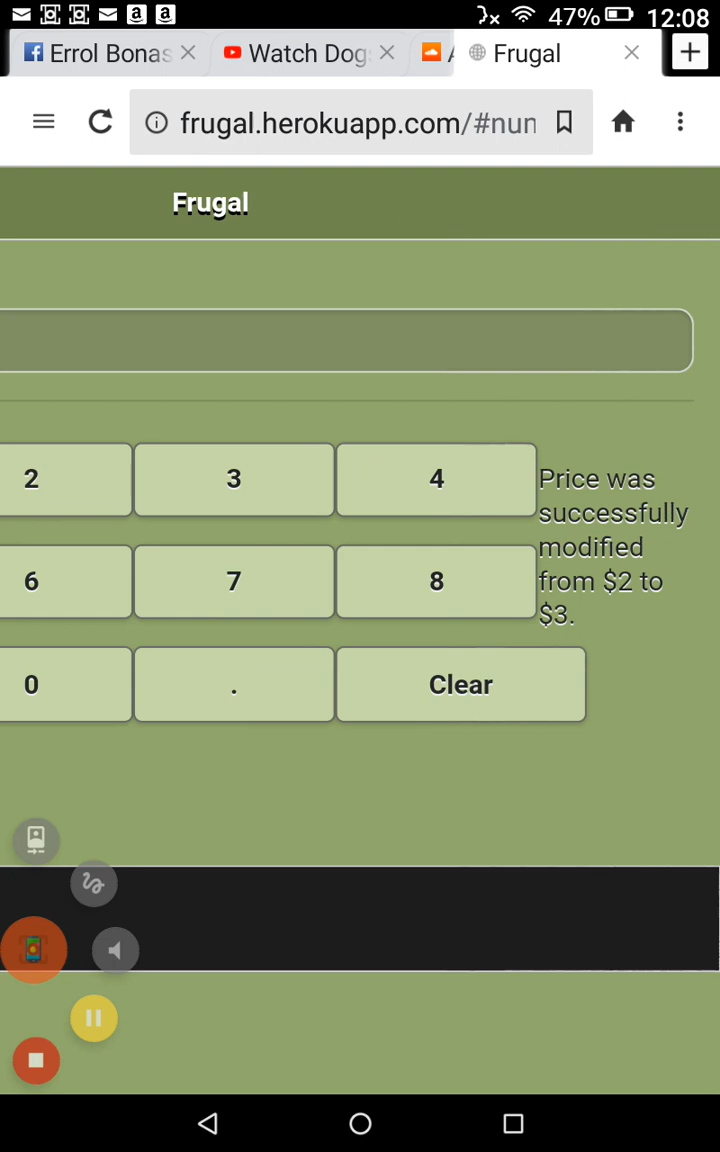 47% 12:08
Errol Bonas Watch Dog Frugal
frugal.herokuapp.com/#nun
Frugal
2 3 4
Price was
successfully
modified
6 7 8
from $2 to
$3.
0 . Clear